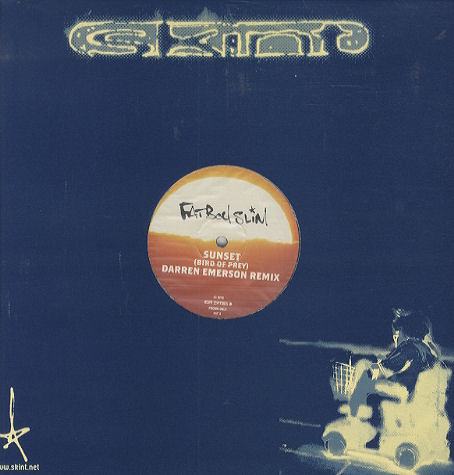 SKINT
FATBOY SLIM
SUNSET
(BIRD OF PREY)
DARREN EMERSON REMIX
www.skint.net